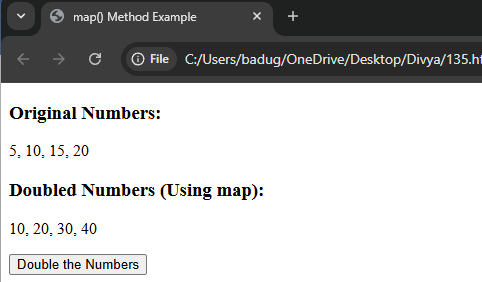 map() Method Example
File
C:/Users/badug/OneDrive/Desktop/Divya/135.h
Original Numbers:
5, 10, 15, 20
Doubled Numbers (Using map):
10, 20, 30, 40
Double the Numbers